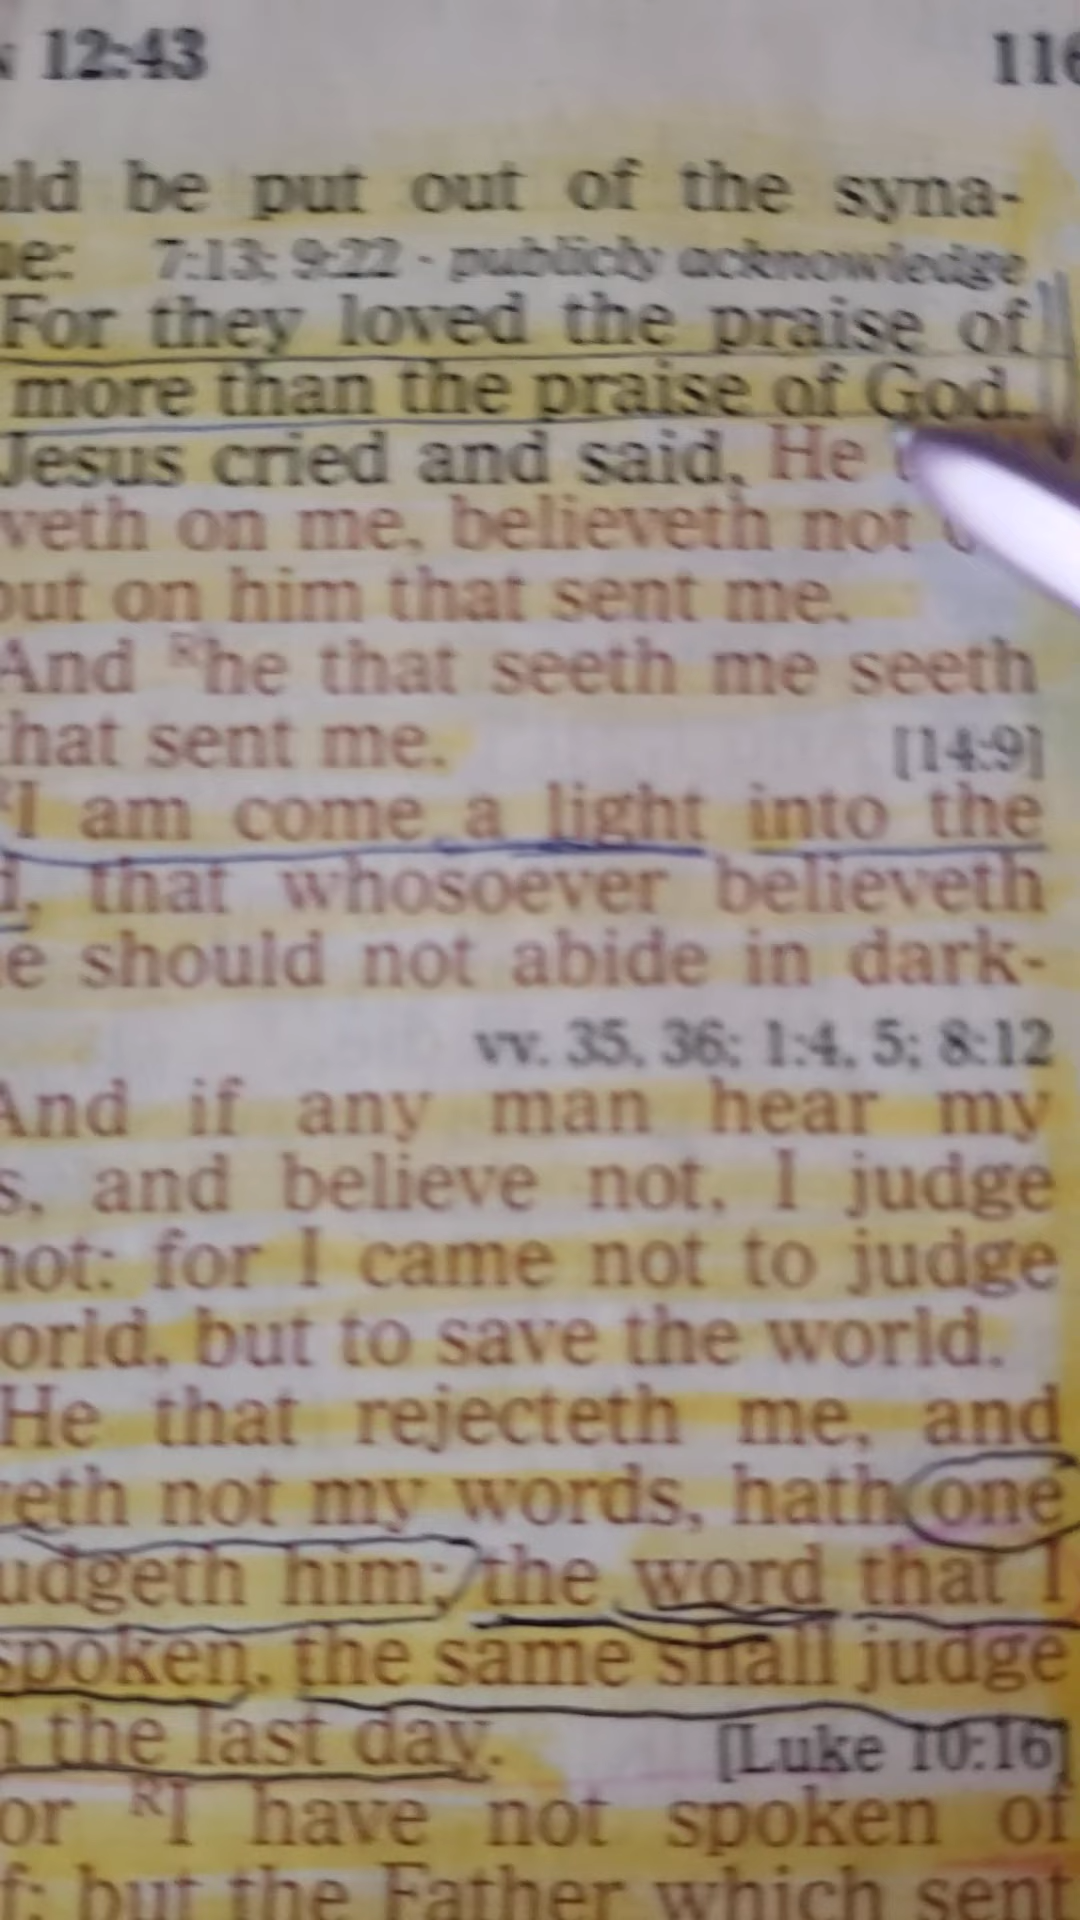 12:43 116
uld be put out of the syna-
ue: 7:13; 9:22 · publicly acknowledge
For they loved the praise of
more than the praise of God.
Jesus cried and said, He
veth on me, believeth not
but on him that sent me.
And R he that seeth me seeth
that sent me. [14:9]
R I am come a light into the
d, that whosoever believeth
e should not abide in dark-
vv. 35, 36; 1:4, 5; 8:12
And if any man hear my
s, and believe not, I judge
not: for I came not to judge
orld, but to save the world.
He that rejecteth me, and
veth not my words, hath one
udgeth him: the word that I
spoken, the same shall judge
n the last day. [Luke 10:16]
or R I have not spoken of
f; but the Father which sent